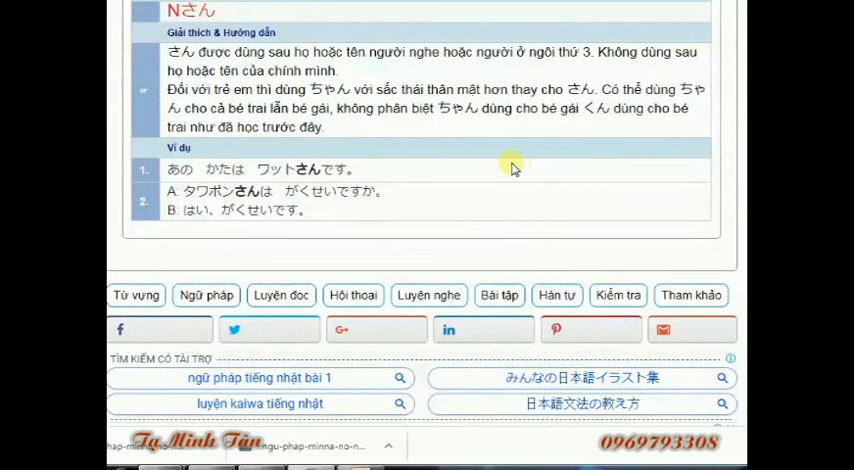 Nさん
Giải thích & Hướng dẫn
さん được dùng sau họ hoặc tên người nghe hoặc người ở ngôi thứ 3. Không dùng sau
họ hoặc tên của chính mình.
Đối với trẻ em thì dùng ちゃん với sắc thái thân mật hơn thay cho さん. Có thể dùng ちゃ
ん cho cả bé trai lẫn bé gái, không phân biệt ちゃん dùng cho bé gái くん dùng cho bé
trai như đã học trước đây.
Ví dụ
1. あの かたは ワットさんです。
2. A: タワポンさんは がくせいですか。
B: はい、がくせいです。
Từ vựng Ngữ pháp Luyện đọc Hội thoại Luyện nghe Bài tập Hán tự Kiểm tra Tham khảo
TÌM KIẾM CÓ TÀI TRỢ
ngữ pháp tiếng nhật bài 1 みんなの日本語イラスト集
luyện kaiwa tiếng nhật 日本語文法の教え方
Tạ Minh Tân ngu-phap-minna-no-n... 0969793308